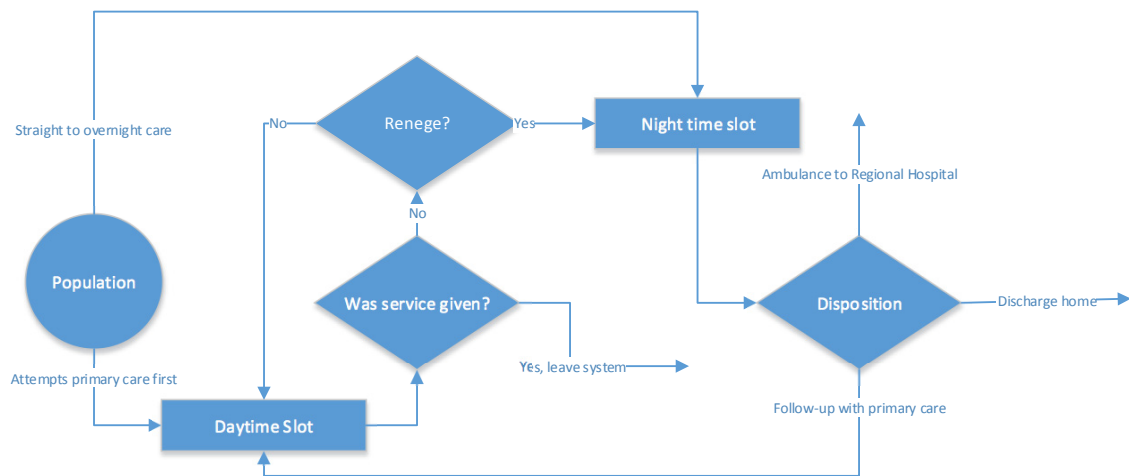 Straight to overnight care
No
Renege?
Yes
Night time slot
Ambulance to Regional Hospital
No
Population
Was service given?
Disposition
Discharge home
Yes, leave system
Attempts primary care first
Follow-up with primary care
Daytime Slot